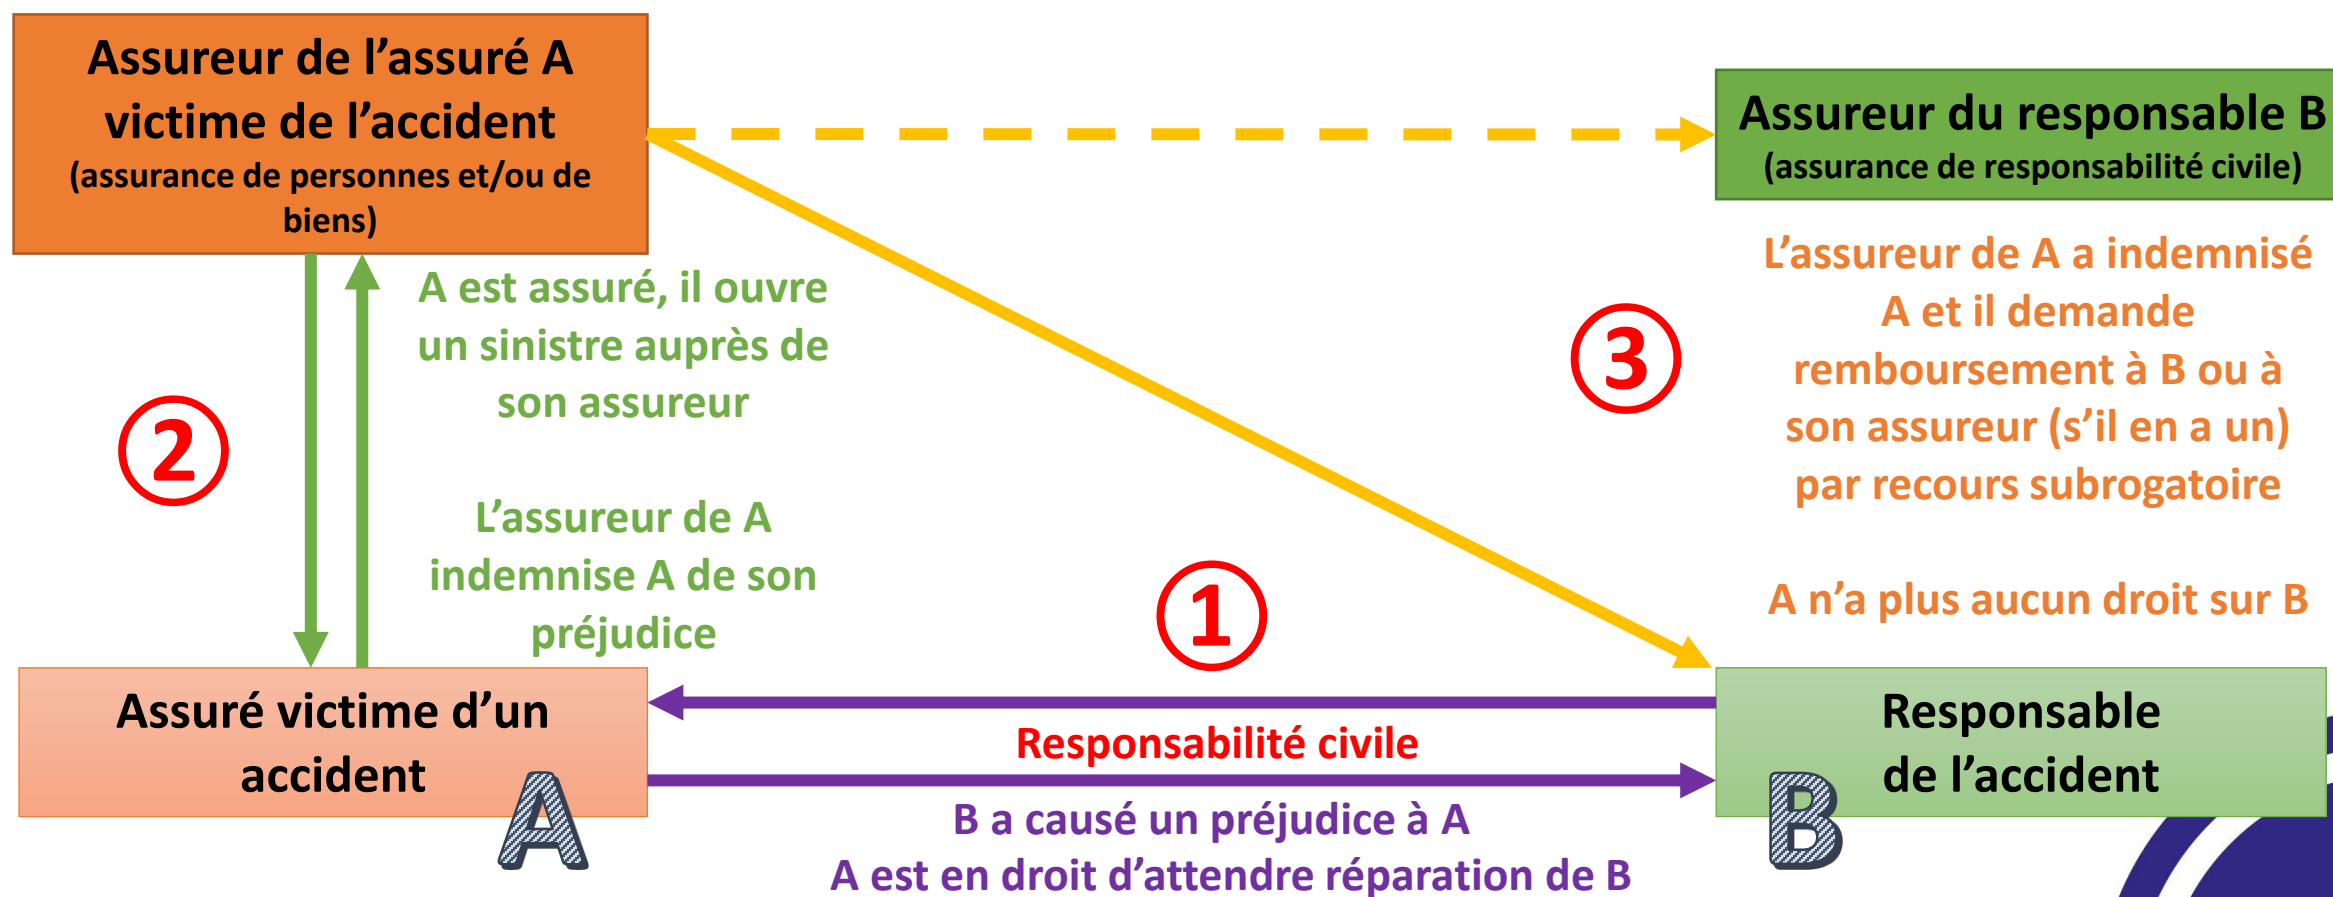 Assureur de l’assuré A
victime de l’accident
(assurance de personnes et/ou de
biens)
Assureur du responsable B
(assurance de responsabilité civile)
A est assuré, il ouvre
un sinistre auprès de
son assureur
L’assureur de A
indemnise A de son
préjudice
2
3
L’assureur de A a indemnisé
A et il demande
remboursement à B ou à
son assureur (s’il en a un)
par recours subrogatoire
A n’a plus aucun droit sur B
1
Assuré victime d’un
accident
A
Responsabilité civile
B a causé un préjudice à A
A est en droit d’attendre réparation de B
Responsable
de l’accident
B